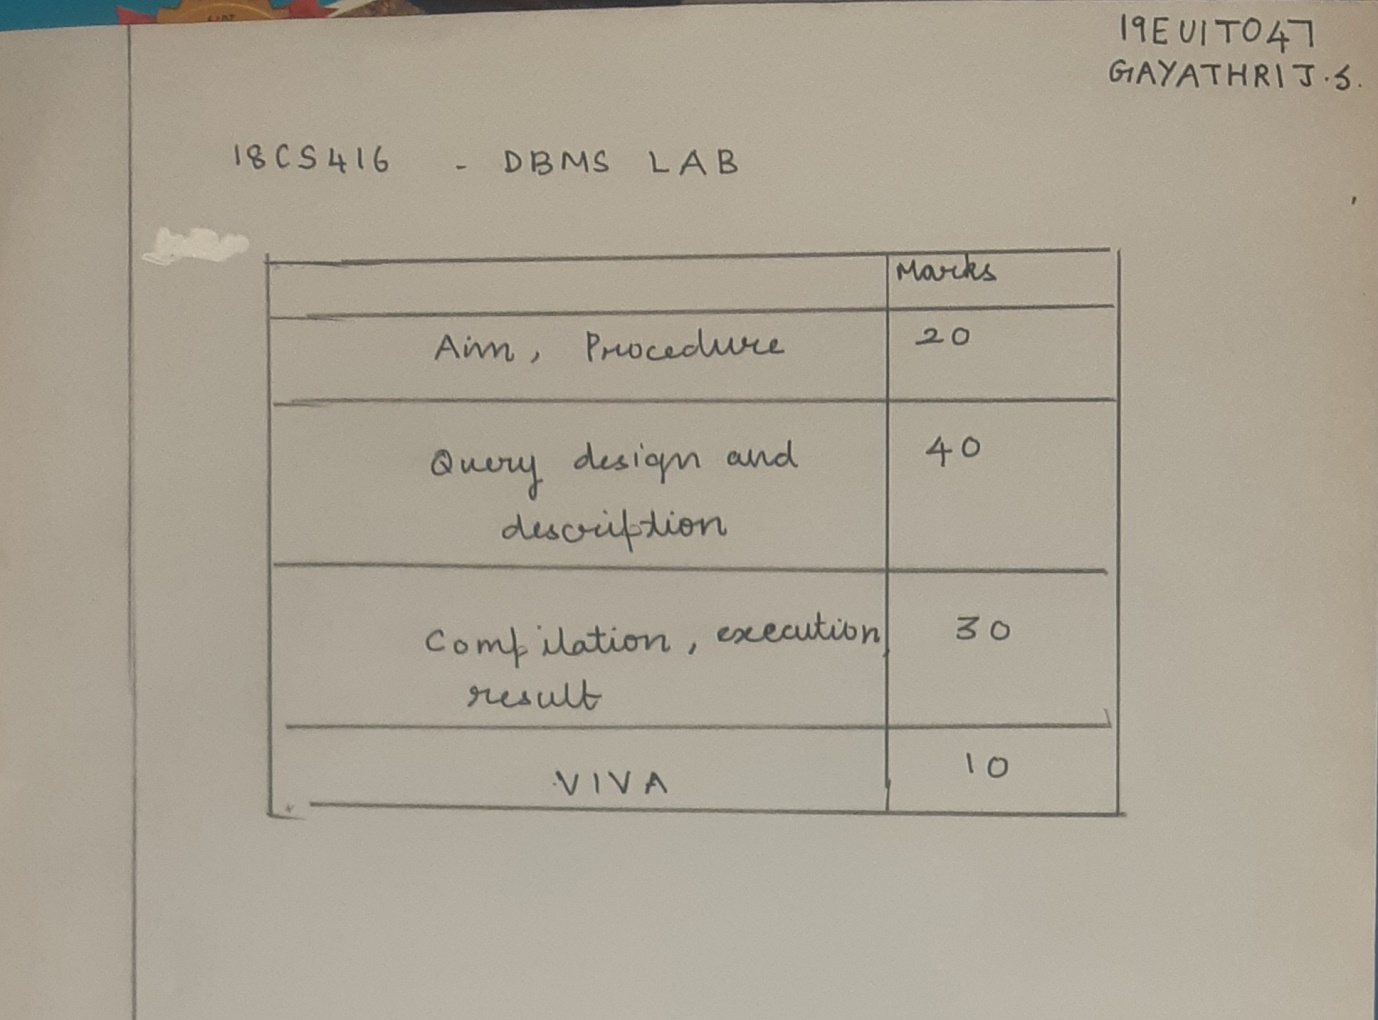 19EUIT047
GAYATHRI J.S.
18CS416 - DBMS LAB
Marks
Aim, Procedure 20
Query design and 40
description
Compilation, execution 30
result
VIVA 10